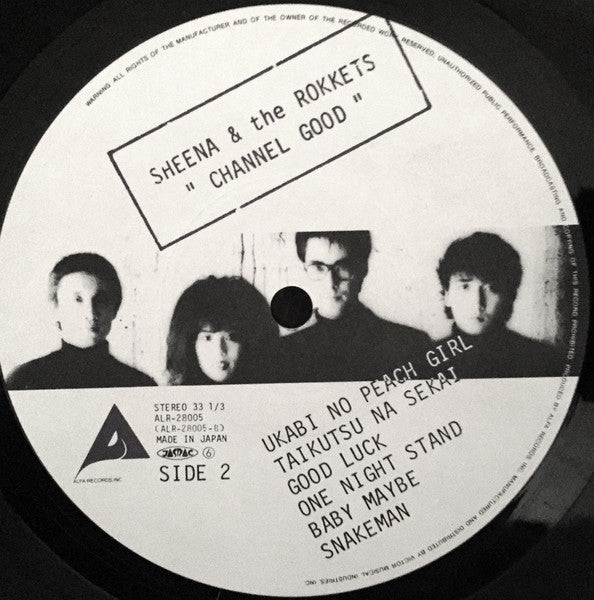 WARNING: ALL RIGHTS OF THE MANUFACTURER AND OF THE OWNER OF THE RECORDED WORK RESERVED. UNAUTHORIZED PUBLIC PERFORMANCE, BROADCASTING AND COPYING OF THIS RECORD PROHIBITED. PRODUCED BY ALFA RECORDS, INC. MANUFACTURED AND DISTRIBUTED BY VICTOR MUSICAL INDUSTRIES, INC.
SHEENA & the ROKKETS
" CHANNEL GOOD "
STEREO 33 1/3
ALR-28005
(ALR-28005-B)
MADE IN JAPAN
JASRAC 6
SIDE 2
A
ALFA RECORDS, INC
UKABI NO PEACH GIRL
TAIKUTSU NA SEKAI
GOOD LUCK
ONE NIGHT STAND
BABY MAYBE
SNAKEMAN